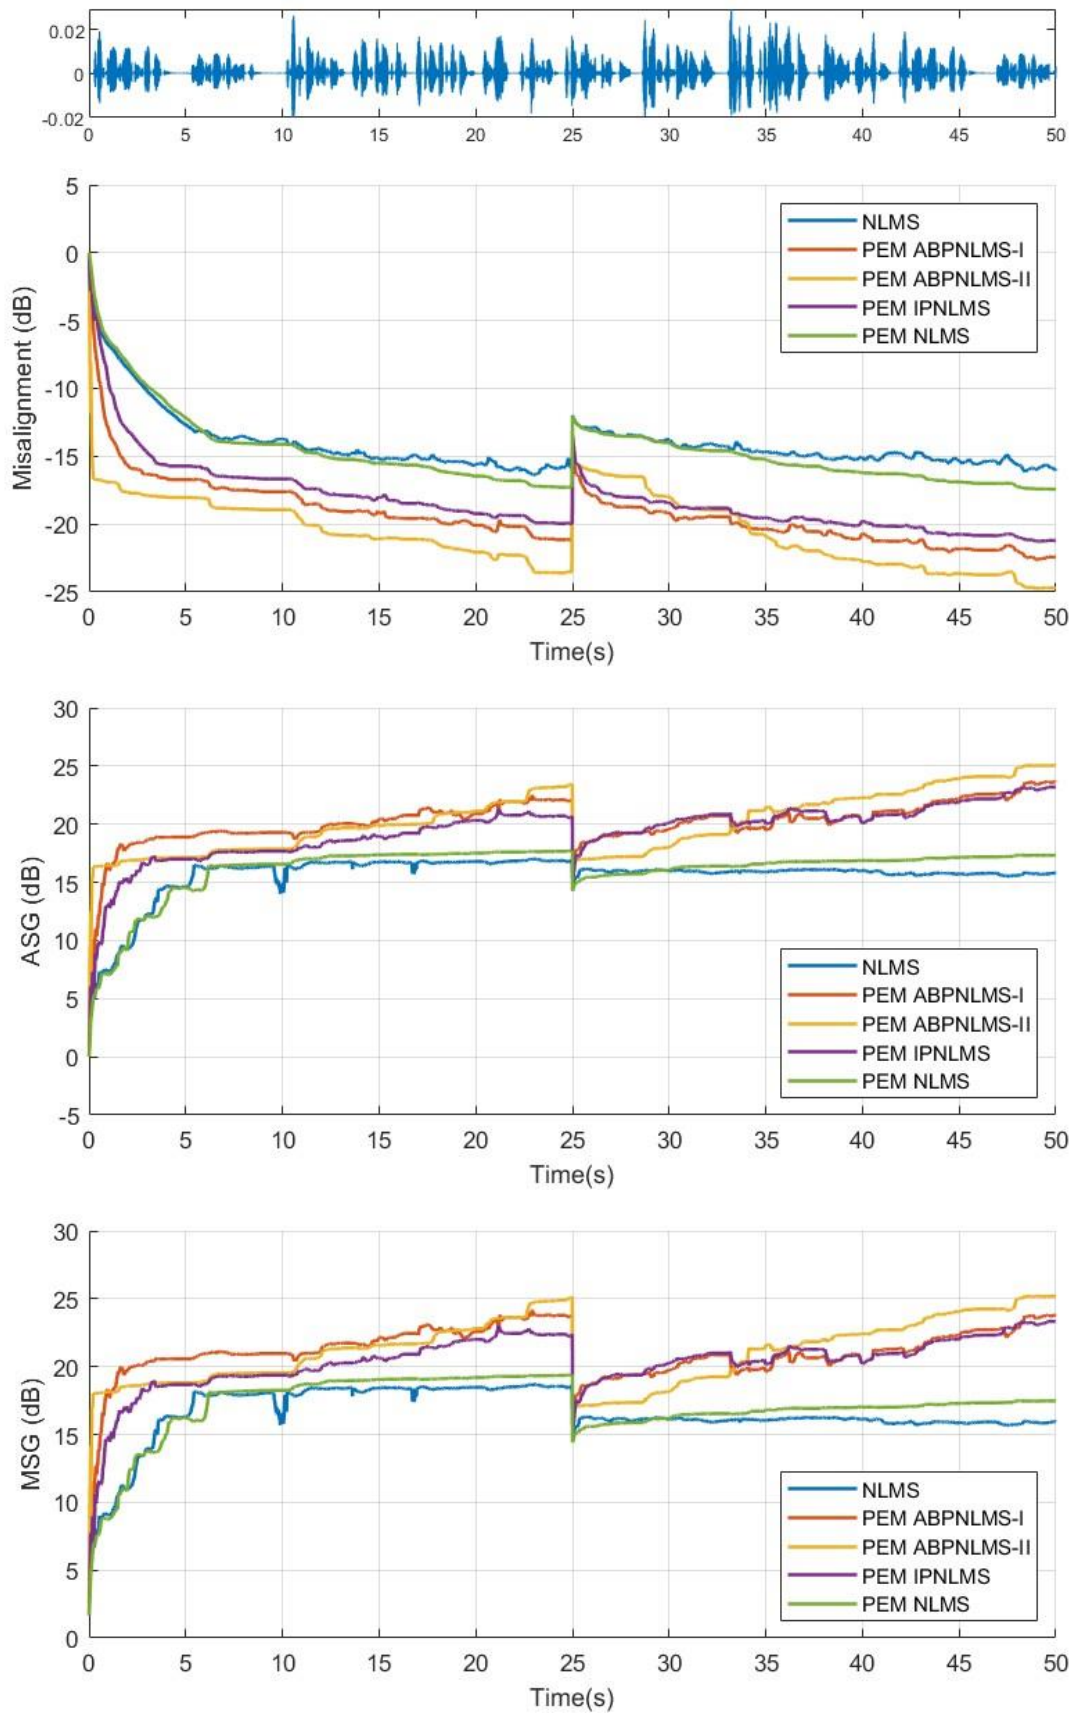 0.02
0
-0.02
0 5 10 15 20 25 30 35 40 45 50
5
0
-5
-10
-15
-20
-25
Misalignment (dB)
NLMS
PEM ABPNLMS-I
PEM ABPNLMS-II
PEM IPNLMS
PEM NLMS
0 5 10 15 20 25 30 35 40 45 50
Time(s)
30
25
20
15
10
5
0
-5
ASG (dB)
NLMS
PEM ABPNLMS-I
PEM ABPNLMS-II
PEM IPNLMS
PEM NLMS
0 5 10 15 20 25 30 35 40 45 50
Time(s)
30
25
20
15
10
5
0
MSG (dB)
NLMS
PEM ABPNLMS-I
PEM ABPNLMS-II
PEM IPNLMS
PEM NLMS
0 5 10 15 20 25 30 35 40 45 50
Time(s)